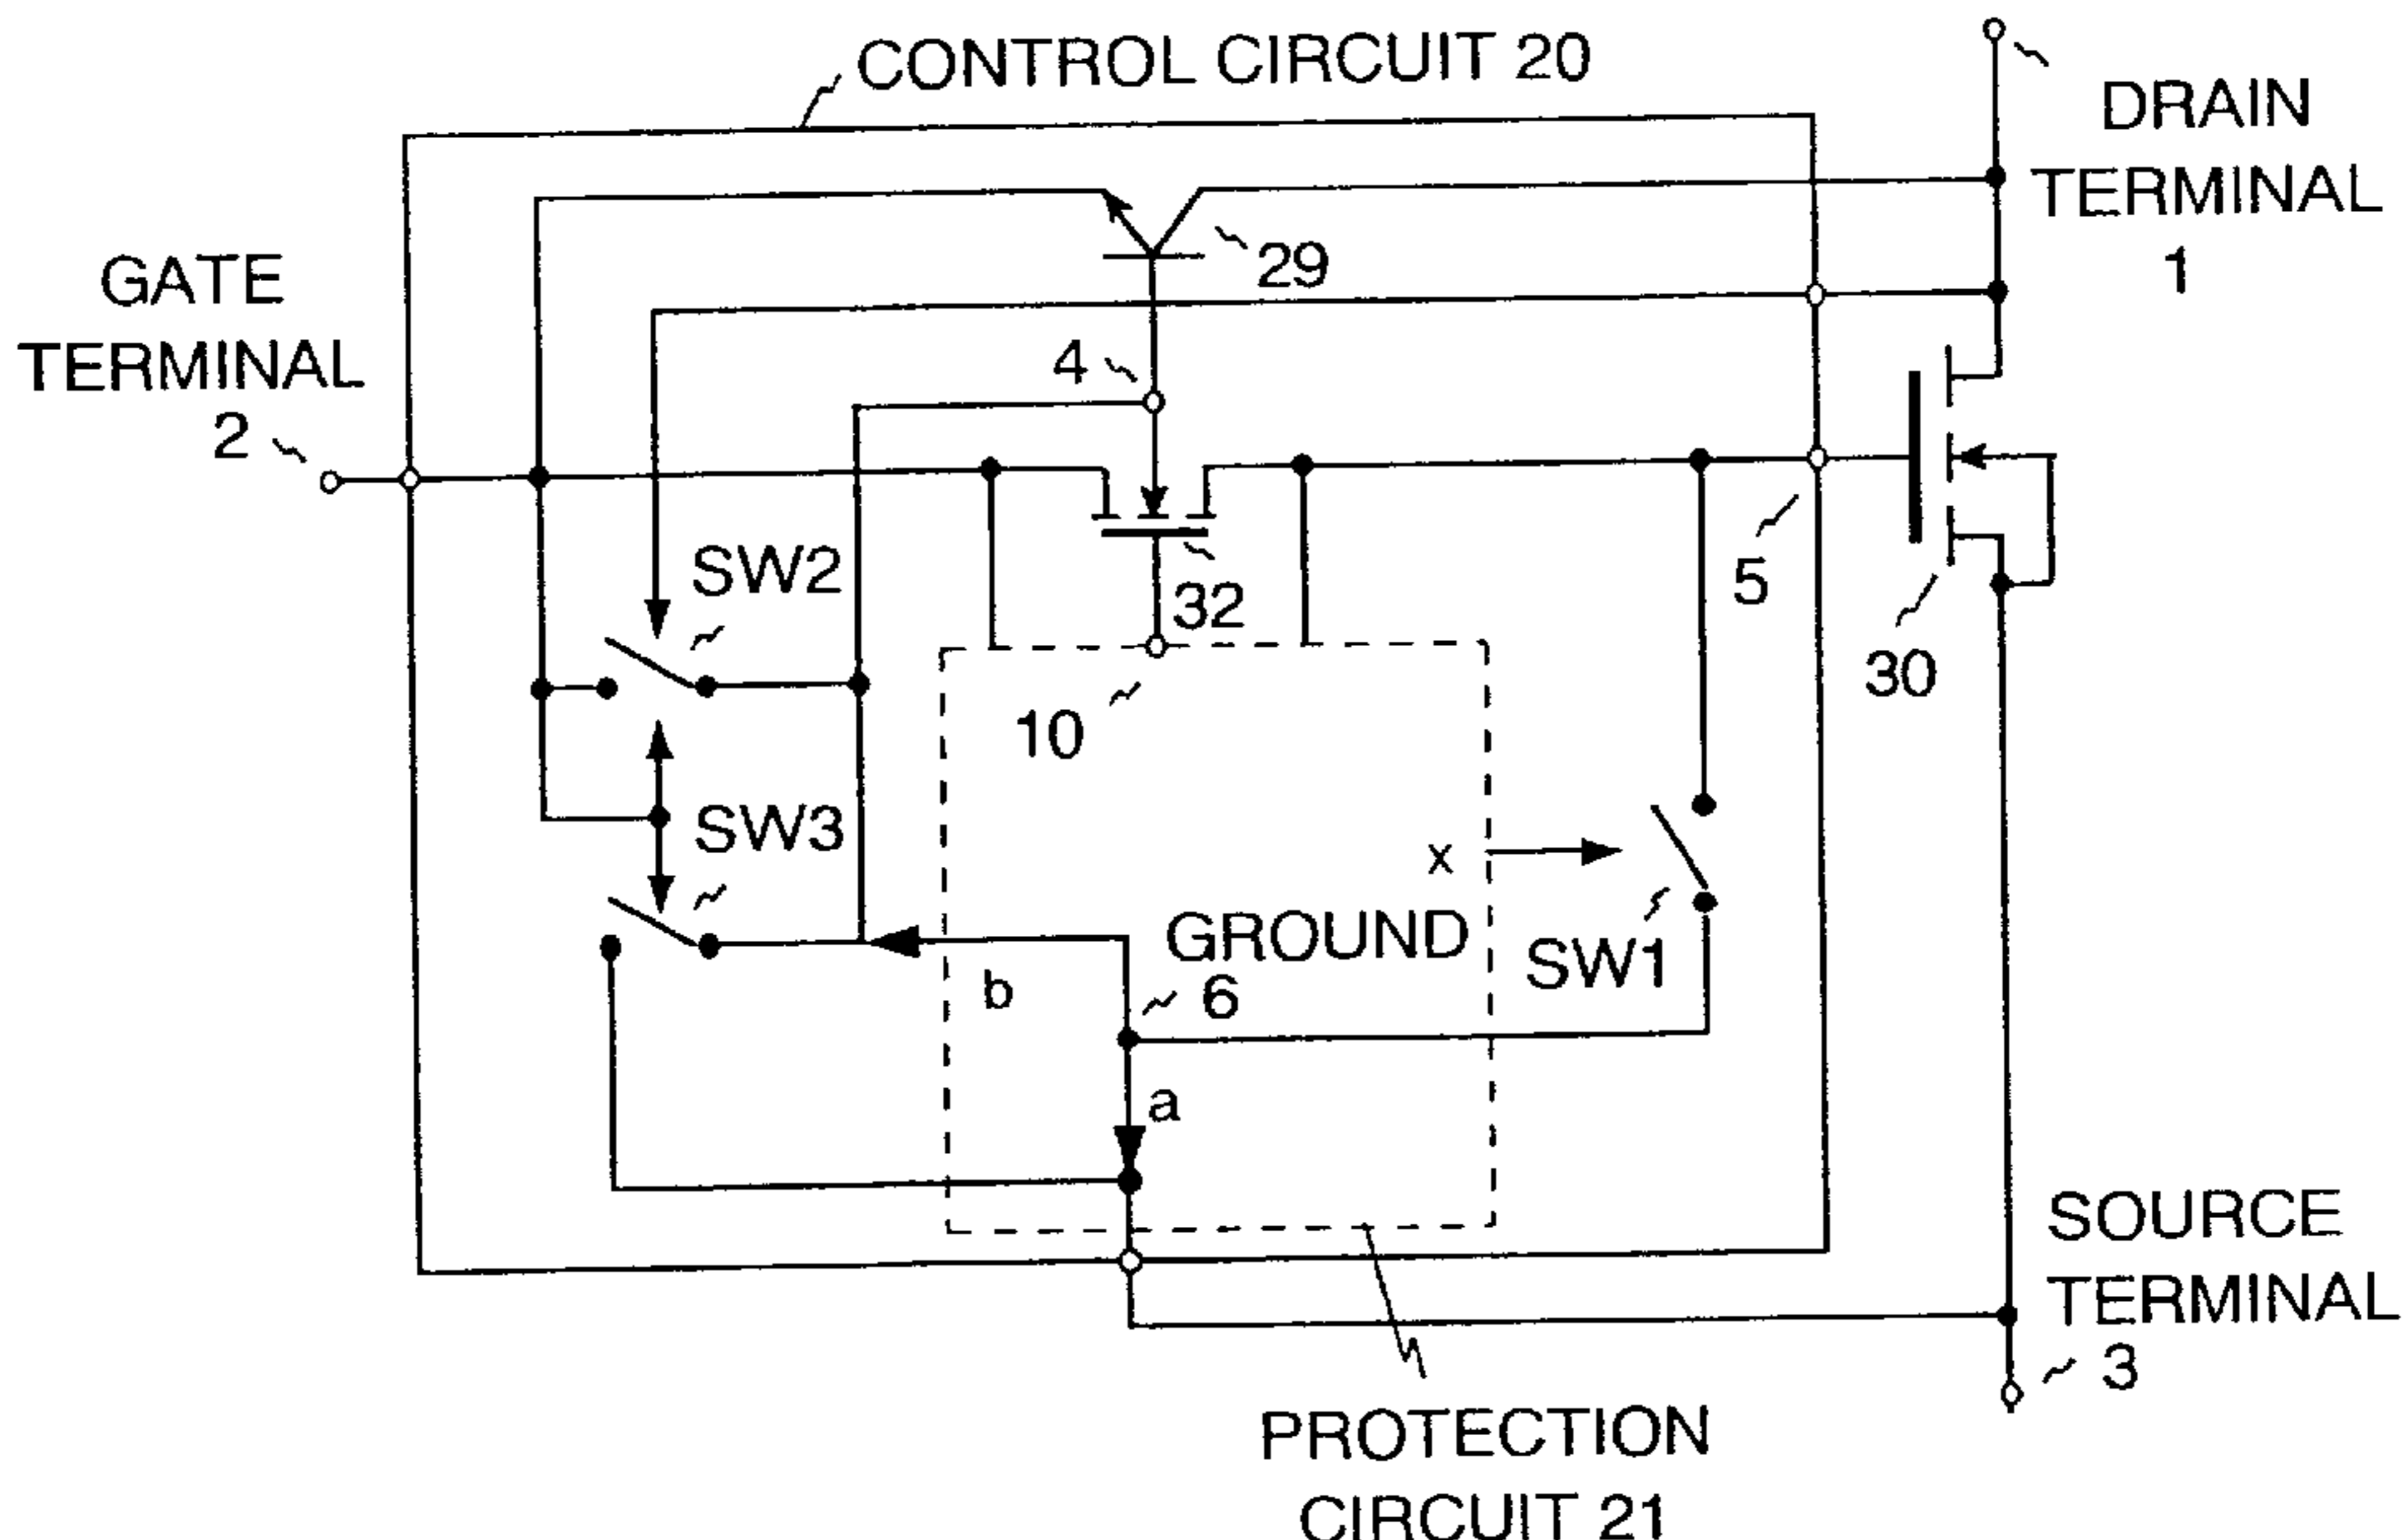 CONTROL CIRCUIT 20
DRAIN
TERMINAL
1
29
GATE
TERMINAL
2
4
SW2
32
5
30
10
SW3
x
GROUND
6
SW1
b
a
SOURCE
TERMINAL
3
PROTECTION
CIRCUIT 21